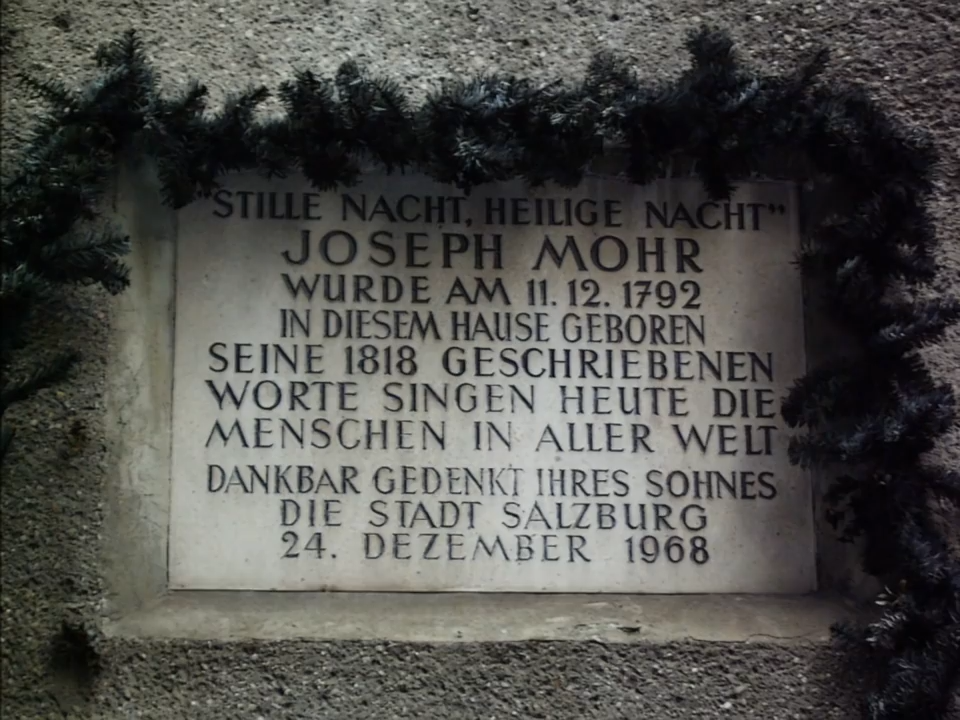 "STILLE NACHT, HEILIGE NACHT"
JOSEPH MOHR
WURDE AM 11. 12. 1792
IN DIESEM HAUSE GEBOREN
SEINE 1818 GESCHRIEBENEN
WORTE SINGEN HEUTE DIE
MENSCHEN IN ALLER WELT
DANKBAR GEDENKT IHRES SOHNES
DIE STADT SALZBURG
24. DEZEMBER 1968